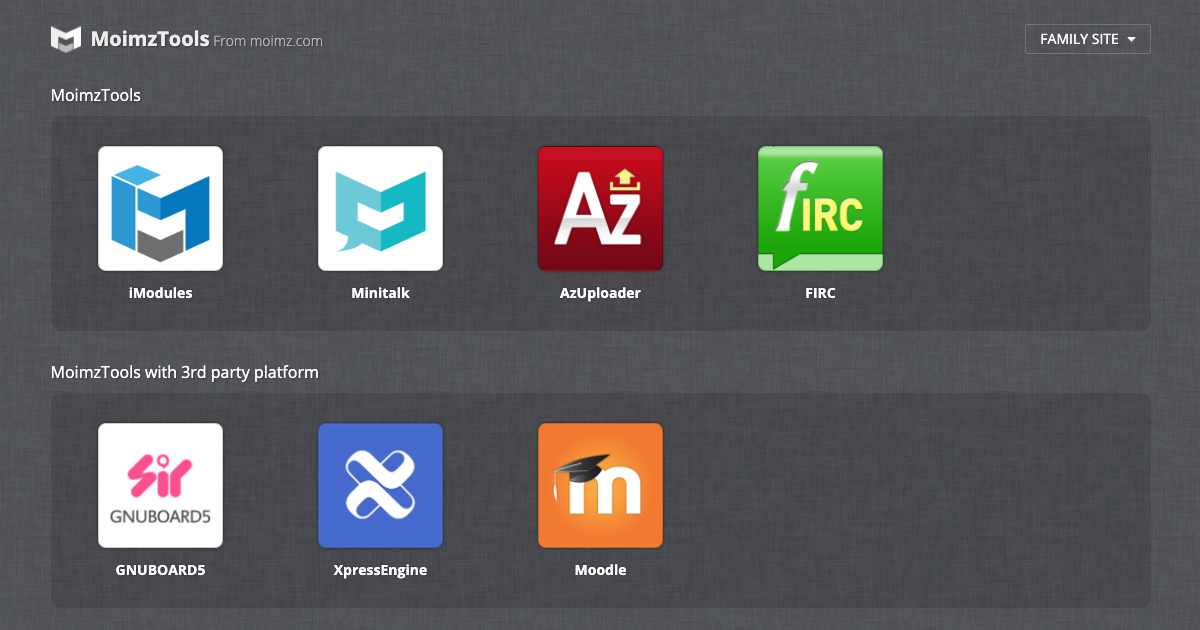 MoimzTools From moimz.com
FAMILY SITE
MoimzTools
Az
fIRC
iModules
Minitalk
AzUploader
FIRC
MoimzTools with 3rd party platform
sir
GNUBOARD5
m
GNUBOARD5
XpressEngine
Moodle